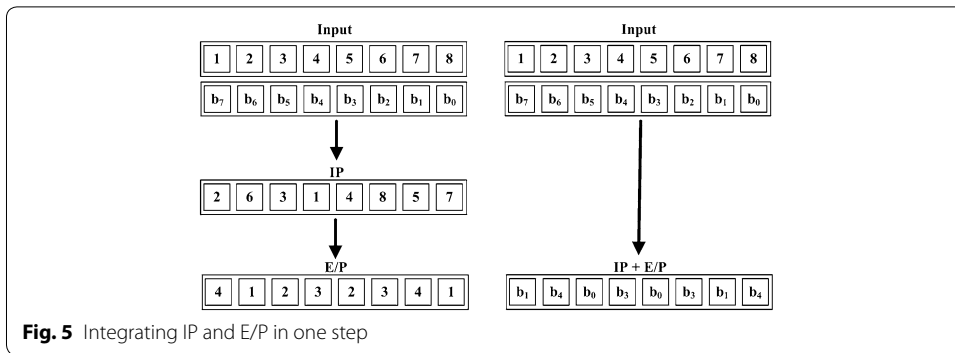 Input
1 2 3 4 5 6 7 8
b₇ b₆ b₅ b₄ b₃ b₂ b₁ b₀
IP
2 6 3 1 4 8 5 7
E/P
4 1 2 3 2 3 4 1
Input
1 2 3 4 5 6 7 8
b₇ b₆ b₅ b₄ b₃ b₂ b₁ b₀
IP + E/P
b₁ b₄ b₀ b₃ b₀ b₃ b₁ b₄
Fig. 5 Integrating IP and E/P in one step